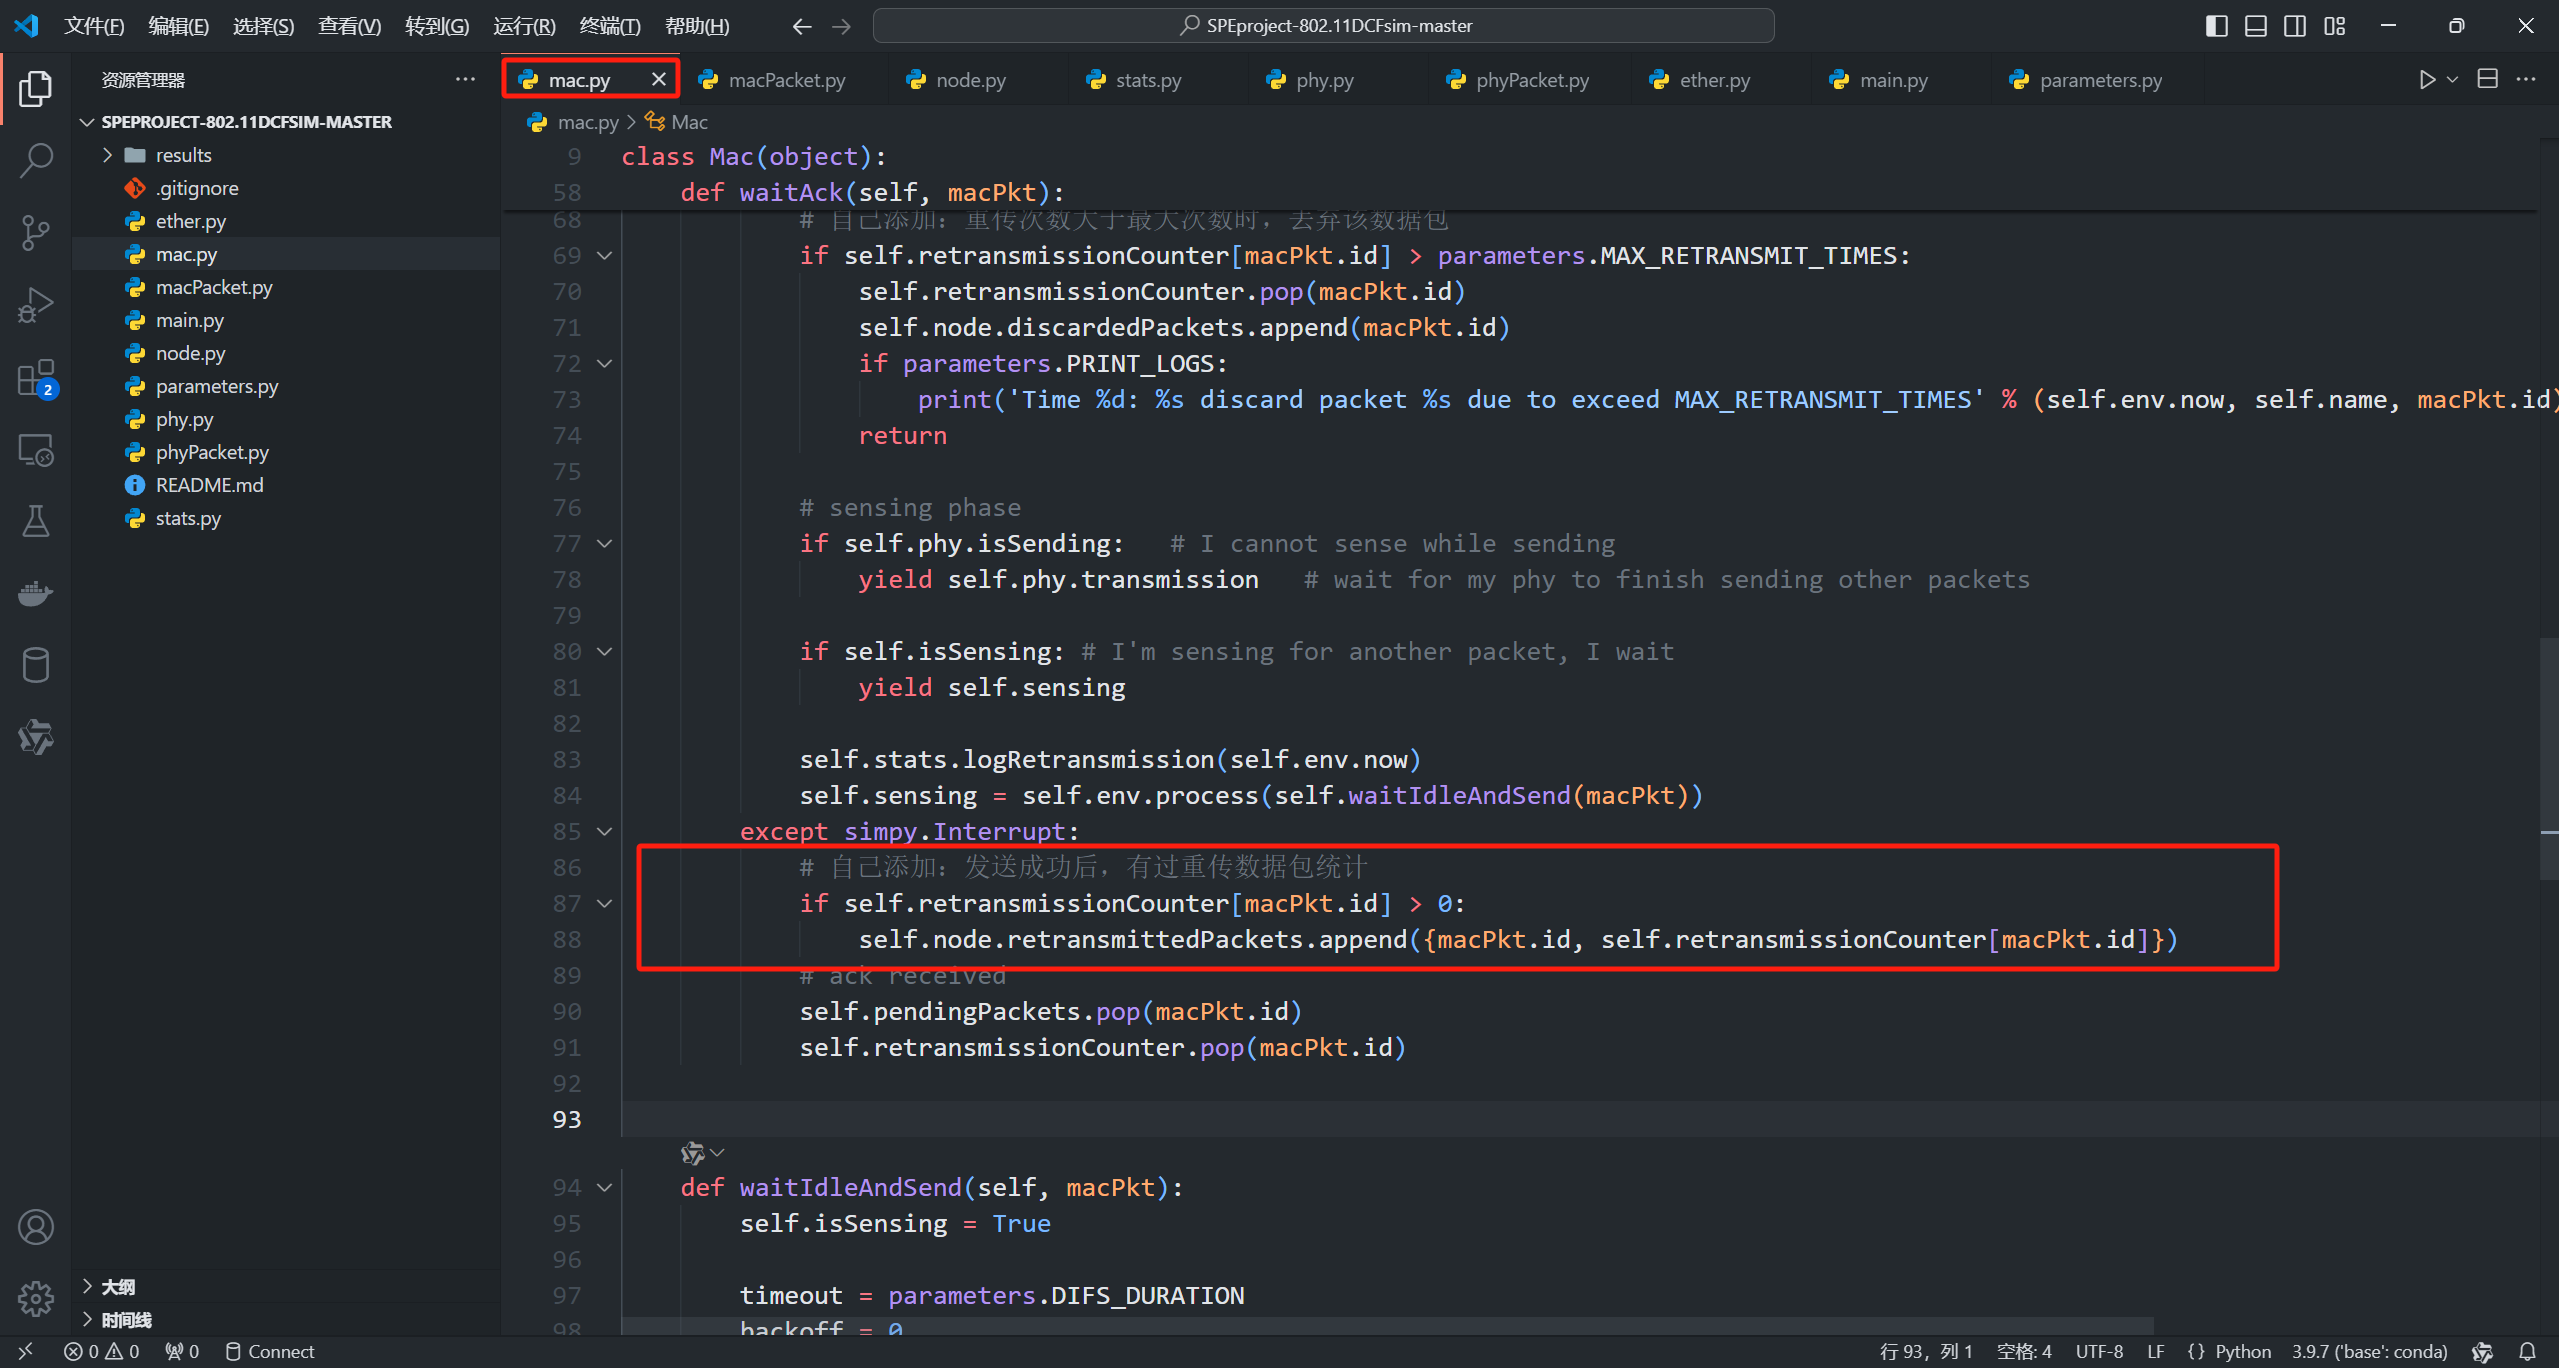 文件(F) 编辑(E) 选择(S) 查看(V) 转到(G) 运行(R) 终端(T) 帮助(H) SPEproject-802.11DCFsim-master
资源管理器
mac.py macPacket.py node.py stats.py phy.py phyPacket.py ether.py main.py parameters.py
SPEPROJECT-802.11DCFSIM-MASTER
results
.gitignore
ether.py
mac.py
macPacket.py
main.py
node.py
parameters.py
phy.py
phyPacket.py
README.md
stats.py
2
大纲
时间线
mac.py > Mac
9 class Mac(object):
58 def waitAck(self, macPkt):
68 # 自己添加：重传次数大于最大次数时，丢弃该数据包
69 if self.retransmissionCounter[macPkt.id] > parameters.MAX_RETRANSMIT_TIMES:
70 self.retransmissionCounter.pop(macPkt.id)
71 self.node.discardedPackets.append(macPkt.id)
72 if parameters.PRINT_LOGS:
73 print('Time %d: %s discard packet %s due to exceed MAX_RETRANSMIT_TIMES' % (self.env.now, self.name, macPkt.id)
74 return
75
76 # sensing phase
77 if self.phy.isSending: # I cannot sense while sending
78 yield self.phy.transmission # wait for my phy to finish sending other packets
79
80 if self.isSensing: # I'm sensing for another packet, I wait
81 yield self.sensing
82
83 self.stats.logRetransmission(self.env.now)
84 self.sensing = self.env.process(self.waitIdleAndSend(macPkt))
85 except simpy.Interrupt:
86 # 自己添加：发送成功后，有过重传数据包统计
87 if self.retransmissionCounter[macPkt.id] > 0:
88 self.node.retransmittedPackets.append({macPkt.id, self.retransmissionCounter[macPkt.id]})
89 # ack received
90 self.pendingPackets.pop(macPkt.id)
91 self.retransmissionCounter.pop(macPkt.id)
92
93
94 def waitIdleAndSend(self, macPkt):
95 self.isSensing = True
96
97 timeout = parameters.DIFS_DURATION
98 backoff = 0
0 0 0 Connect 行 93，列 1 空格: 4 UTF-8 LF {} Python 3.9.7 ('base': conda)